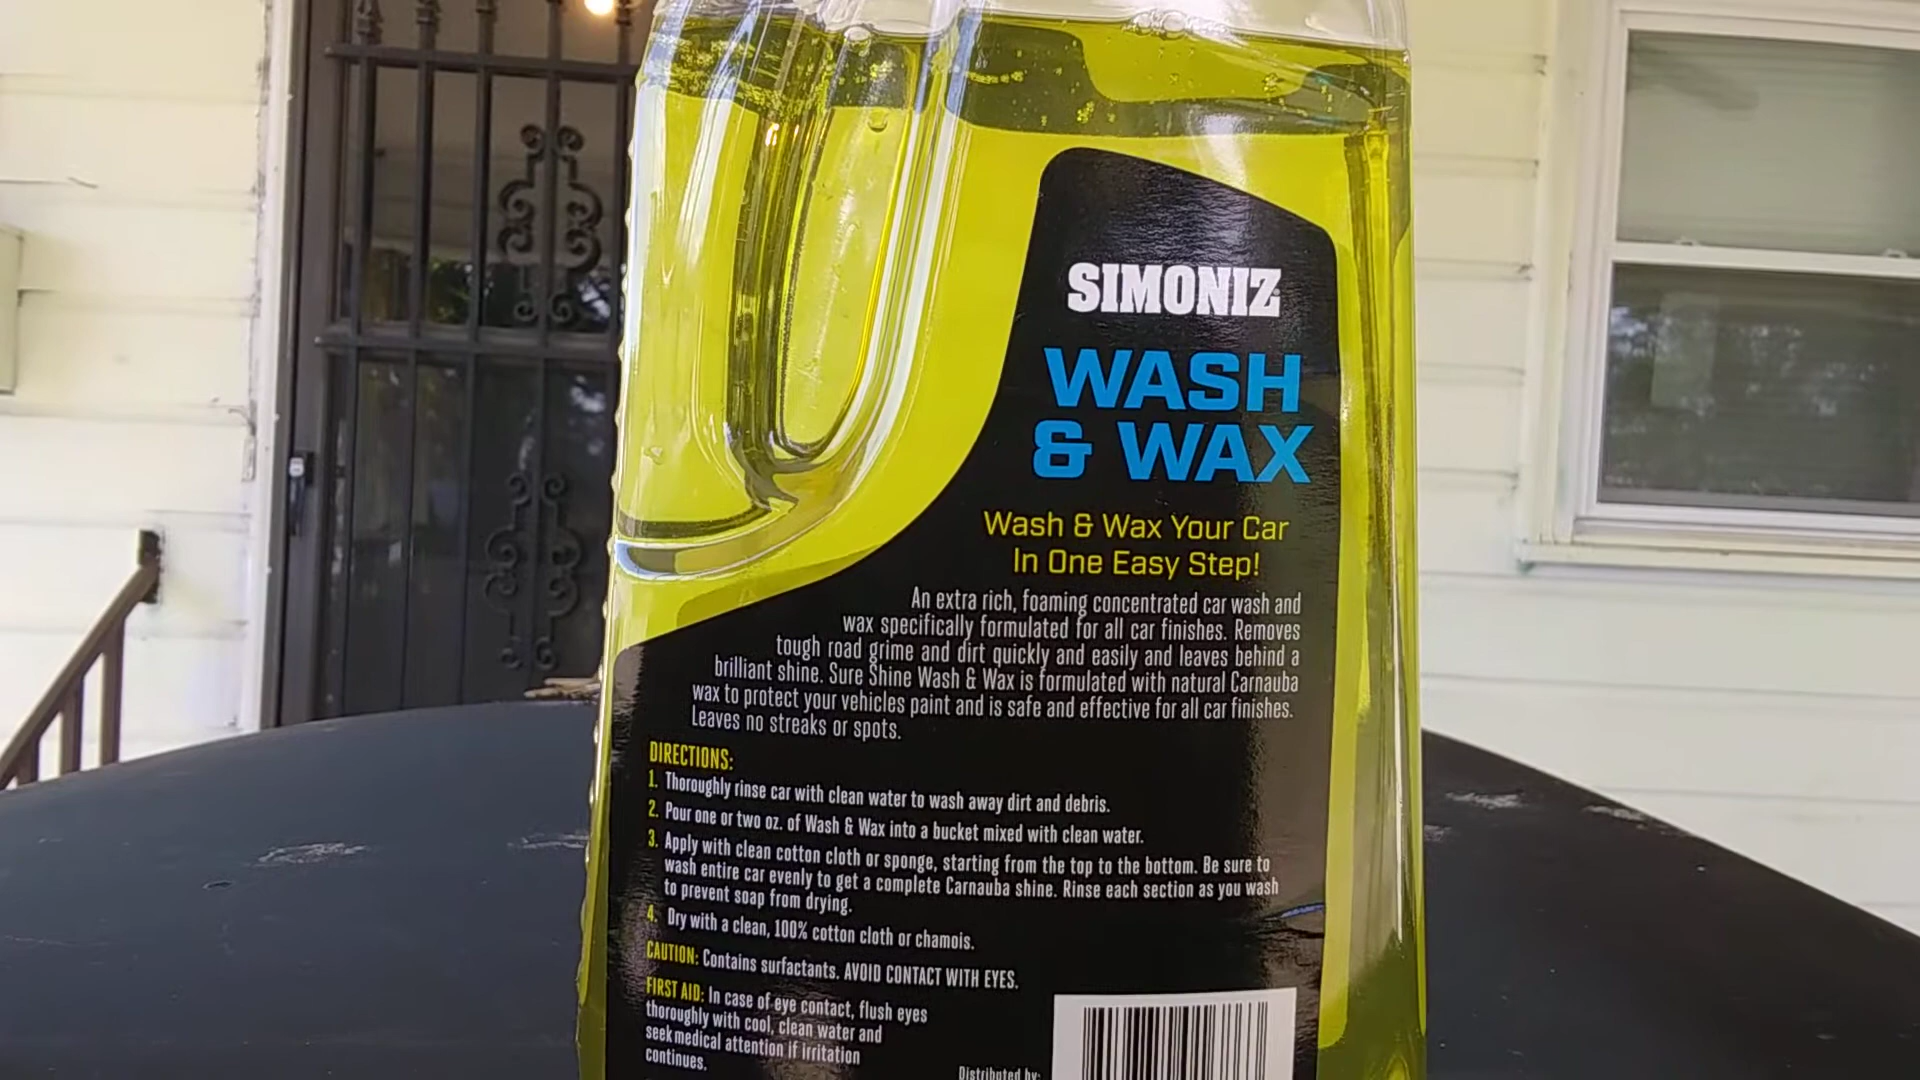 SIMONIZ
WASH
& WAX
Wash & Wax Your Car
In One Easy Step!
An extra rich, foaming concentrated car wash and
wax specifically formulated for all car finishes. Removes
tough road grime and dirt quickly and easily and leaves behind a
brilliant shine. Sure Shine Wash & Wax is formulated with natural Carnauba
wax to protect your vehicles paint and is safe and effective for all car finishes.
Leaves no streaks or spots.
DIRECTIONS:
1. Thoroughly rinse car with clean water to wash away dirt and debris.
2. Pour one or two oz. of Wash & Wax into a bucket mixed with clean water.
3. Apply with clean cotton cloth or sponge, starting from the top to the bottom. Be sure to
wash entire car evenly to get a complete Carnauba shine. Rinse each section as you wash
to prevent soap from drying.
4. Dry with a clean, 100% cotton cloth or chamois.
CAUTION: Contains surfactants. AVOID CONTACT WITH EYES.
FIRST AID: In case of eye contact, flush eyes
thoroughly with cool, clean water and
seek medical attention if irritation
continues.
Distributed by: